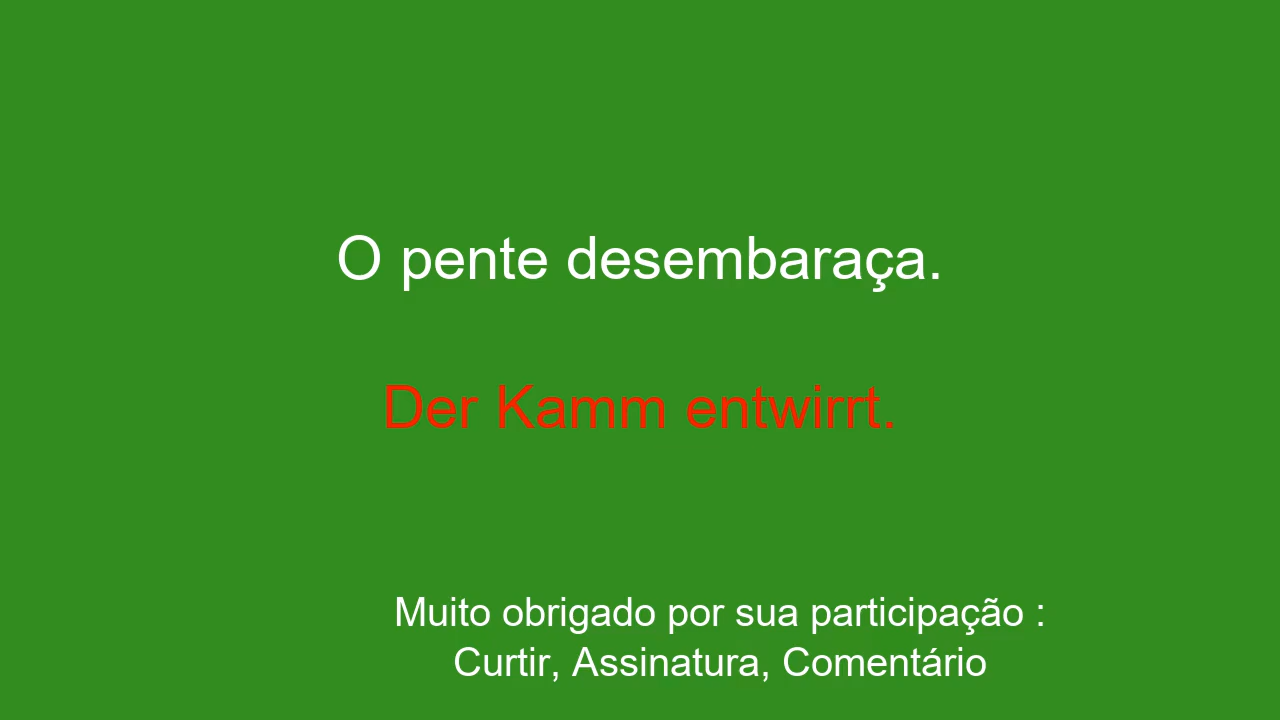 O pente desembaraça.
Der Kamm entwirrt.
Muito obrigado por sua participação :
Curtir, Assinatura, Comentário